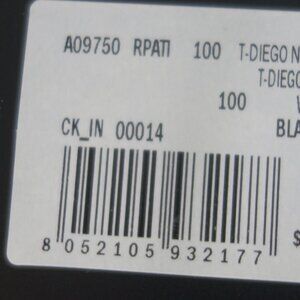 A09750 RPATI 100 T-DIEGO N
T-DIEGO
100
CK_IN 00014 BLA
$
8 052105 932177